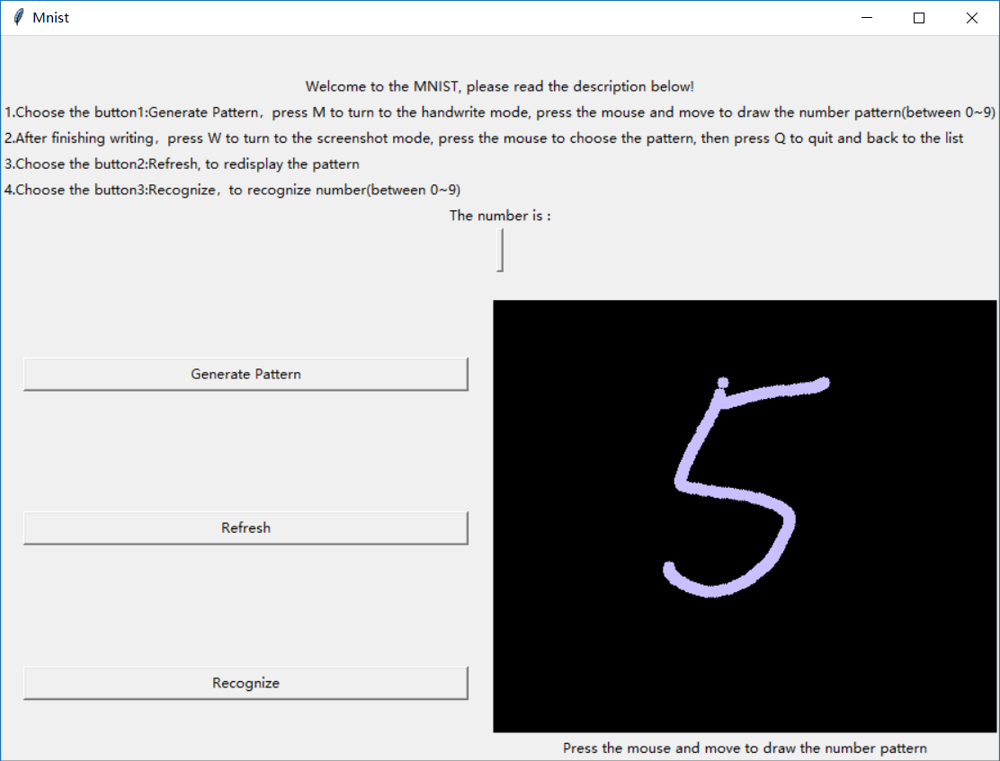 Mnist
Welcome to the MNIST, please read the description below!
1.Choose the button1:Generate Pattern，press M to turn to the handwrite mode, press the mouse and move to draw the number pattern(between 0~9)
2.After finishing writing，press W to turn to the screenshot mode, press the mouse to choose the pattern, then press Q to quit and back to the list
3.Choose the button2:Refresh, to redisplay the pattern
4.Choose the button3:Recognize，to recognize number(between 0~9)
The number is :
Generate Pattern
5
Refresh
Recognize
Press the mouse and move to draw the number pattern